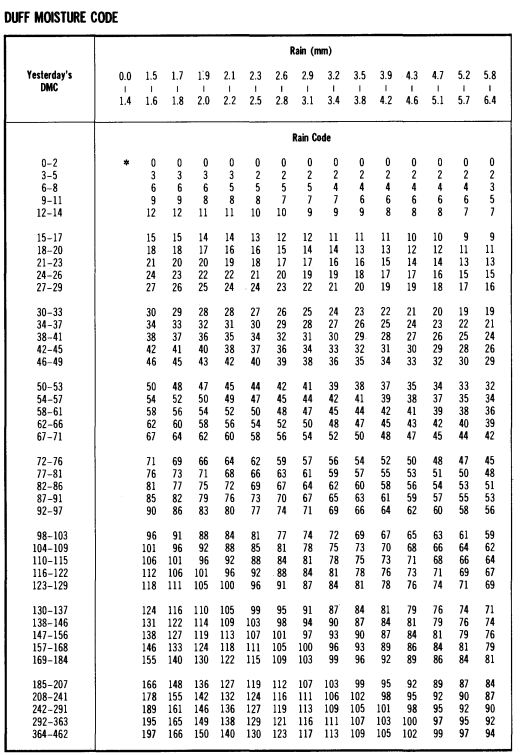 DUFF MOISTURE CODE
Rain (mm)
Yesterday's 0.0 1.5 1.7 1.9 2.1 2.3 2.6 2.9 3.2 3.5 3.9 4.3 4.7 5.2 5.8
DMC | | | | | | | | | | | | | | |
1.4 1.6 1.8 2.0 2.2 2.5 2.8 3.1 3.4 3.8 4.2 4.6 5.1 5.7 6.4
Rain Code
0-2 * 0 0 0 0 0 0 0 0 0 0 0 0 0 0
3-5 3 3 3 3 2 2 2 2 2 2 2 2 2 2
6-8 6 6 6 5 5 5 5 4 4 4 4 4 4 3
9-11 9 9 8 8 8 7 7 7 6 6 6 6 6 5
12-14 12 12 11 11 10 10 9 9 9 8 8 8 7 7
15-17 15 15 14 14 13 12 12 11 11 11 10 10 9 9
18-20 18 18 17 16 16 15 14 14 13 13 12 12 11 11
21-23 21 20 20 19 18 17 17 16 16 15 14 14 13 13
24-26 24 23 22 22 21 20 19 19 18 17 17 16 15 15
27-29 27 26 25 24 24 23 22 21 20 19 19 18 17 16
30-33 30 29 28 28 27 26 25 24 23 22 21 20 19 19
34-37 34 33 32 31 30 29 28 27 26 25 24 23 22 21
38-41 38 37 36 35 34 32 31 30 29 28 27 26 25 24
42-45 42 41 40 38 37 36 34 33 32 31 30 29 28 26
46-49 46 45 43 42 40 39 38 36 35 34 33 32 30 29
50-53 50 48 47 45 44 42 41 39 38 37 35 34 33 32
54-57 54 52 50 49 47 45 44 42 41 39 38 37 35 34
58-61 58 56 54 52 50 48 47 45 44 42 41 39 38 36
62-66 62 60 58 56 54 52 50 48 47 45 43 42 40 39
67-71 67 64 62 60 58 56 54 52 50 48 47 45 44 42
72-76 71 69 66 64 62 59 57 56 54 52 50 48 47 45
77-81 76 73 71 68 66 63 61 59 57 55 53 51 50 48
82-86 81 77 75 72 69 67 64 62 60 58 56 54 53 51
87-91 85 82 79 76 73 70 67 65 63 61 59 57 55 53
92-97 90 86 83 80 77 74 71 69 66 64 62 60 58 56
98-103 96 91 88 84 81 77 74 72 69 67 65 63 61 59
104-109 101 96 92 88 85 81 78 75 73 70 68 66 64 62
110-115 106 101 96 92 88 84 81 78 75 73 71 68 66 64
116-122 112 106 101 96 92 88 84 81 78 76 73 71 69 67
123-129 118 111 105 100 96 91 87 84 81 78 76 74 71 69
130-137 124 116 110 105 99 95 91 87 84 81 79 76 74 71
138-146 131 122 114 109 103 98 94 90 87 84 81 79 76 74
147-156 138 127 119 113 107 101 97 93 90 87 84 81 79 76
157-168 146 133 124 118 111 105 100 96 93 89 86 84 81 79
169-184 155 140 130 122 115 109 103 99 96 92 89 86 84 81
185-207 166 148 136 127 119 112 107 103 99 95 92 89 87 84
208-241 178 155 142 132 124 116 111 106 102 98 95 92 90 87
242-291 189 161 146 136 127 119 113 109 105 101 98 95 92 90
292-363 195 165 149 138 129 121 116 111 107 103 100 97 95 92
364-462 197 166 150 140 130 123 117 113 109 105 102 99 97 94